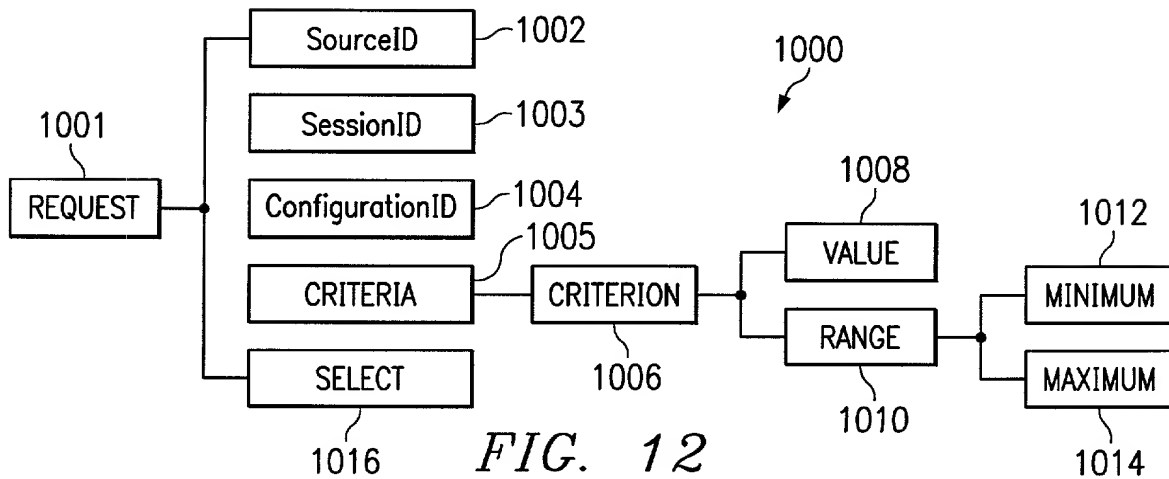 SourceID
1002
1000
1001
SessionID
1003
REQUEST
ConfigurationID
1004
1008
1005
VALUE
1012
CRITERIA
CRITERION
MINIMUM
RANGE
SELECT
1006
MAXIMUM
1010
1016
1014
FIG. 12